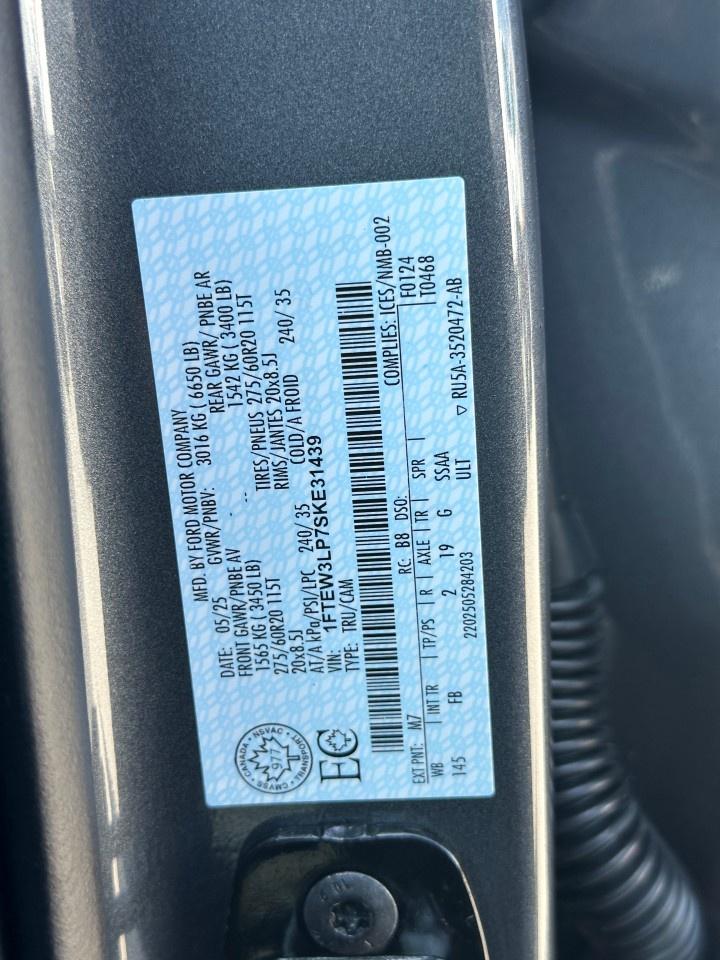 MFD. BY FORD MOTOR COMPANY
DATE: 05/25 GVWR/PNBV: 3016 KG ( 6650 LB)
FRONT GAWR/PNBE AV REAR GAWR/ PNBE AR
1565 KG ( 3450 LB) 1542 KG ( 3400 LB)
275/60R20 115T TIRES/PNEUS 275/60R20 115T
20x8.5J RIMS/JANTES 20x8.5J
AT/A kPa/PSI/LPC 240/ 35 COLD/A FROID 240/ 35
VIN: 1FTEW3LP7SKE31439
TYPE: TRU/CAM
CMVSS • CANADA • NSVAC • TRANSPORT
977
EC
COMPLIES: ICES/NMB-002
EXT PNT: M7 RC: B8 DSO: F0124
WB | INT TR | TP/PS | R | AXLE | TR | SPR | T0468
145 FB 2 19 G SSAA
2202505284203 ULT ▽ RU5A-3520472-AB